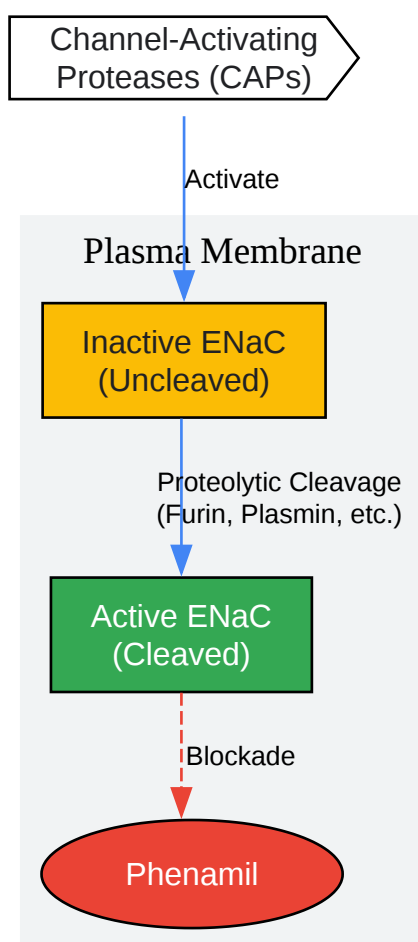 Channel-Activating
Proteases (CAPs)
Activate
Plasma Membrane
Inactive ENaC
(Uncleaved)
Proteolytic Cleavage
(Furin, Plasmin, etc.)
Active ENaC
(Cleaved)
Blockade
Phenamil